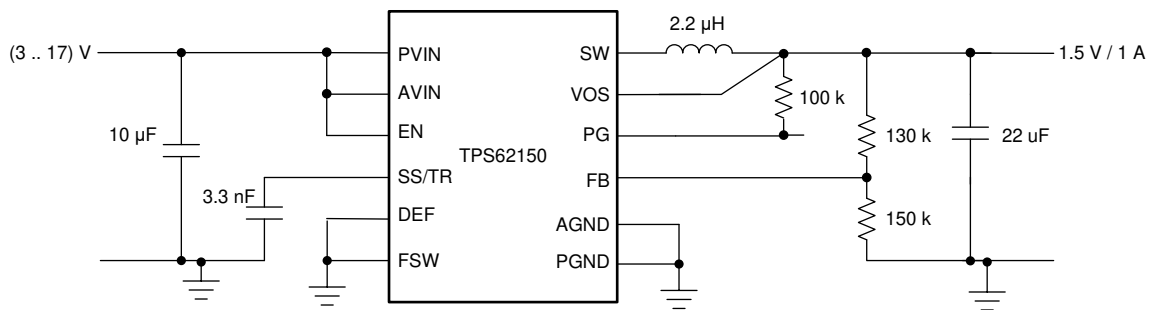 2.2 µH
(3 .. 17) V
PVIN
SW
1.5 V / 1 A
AVIN
VOS
100 k
10 µF
EN
PG
130 k
22 uF
TPS62150
3.3 nF
SS/TR
FB
DEF
AGND
150 k
FSW
PGND